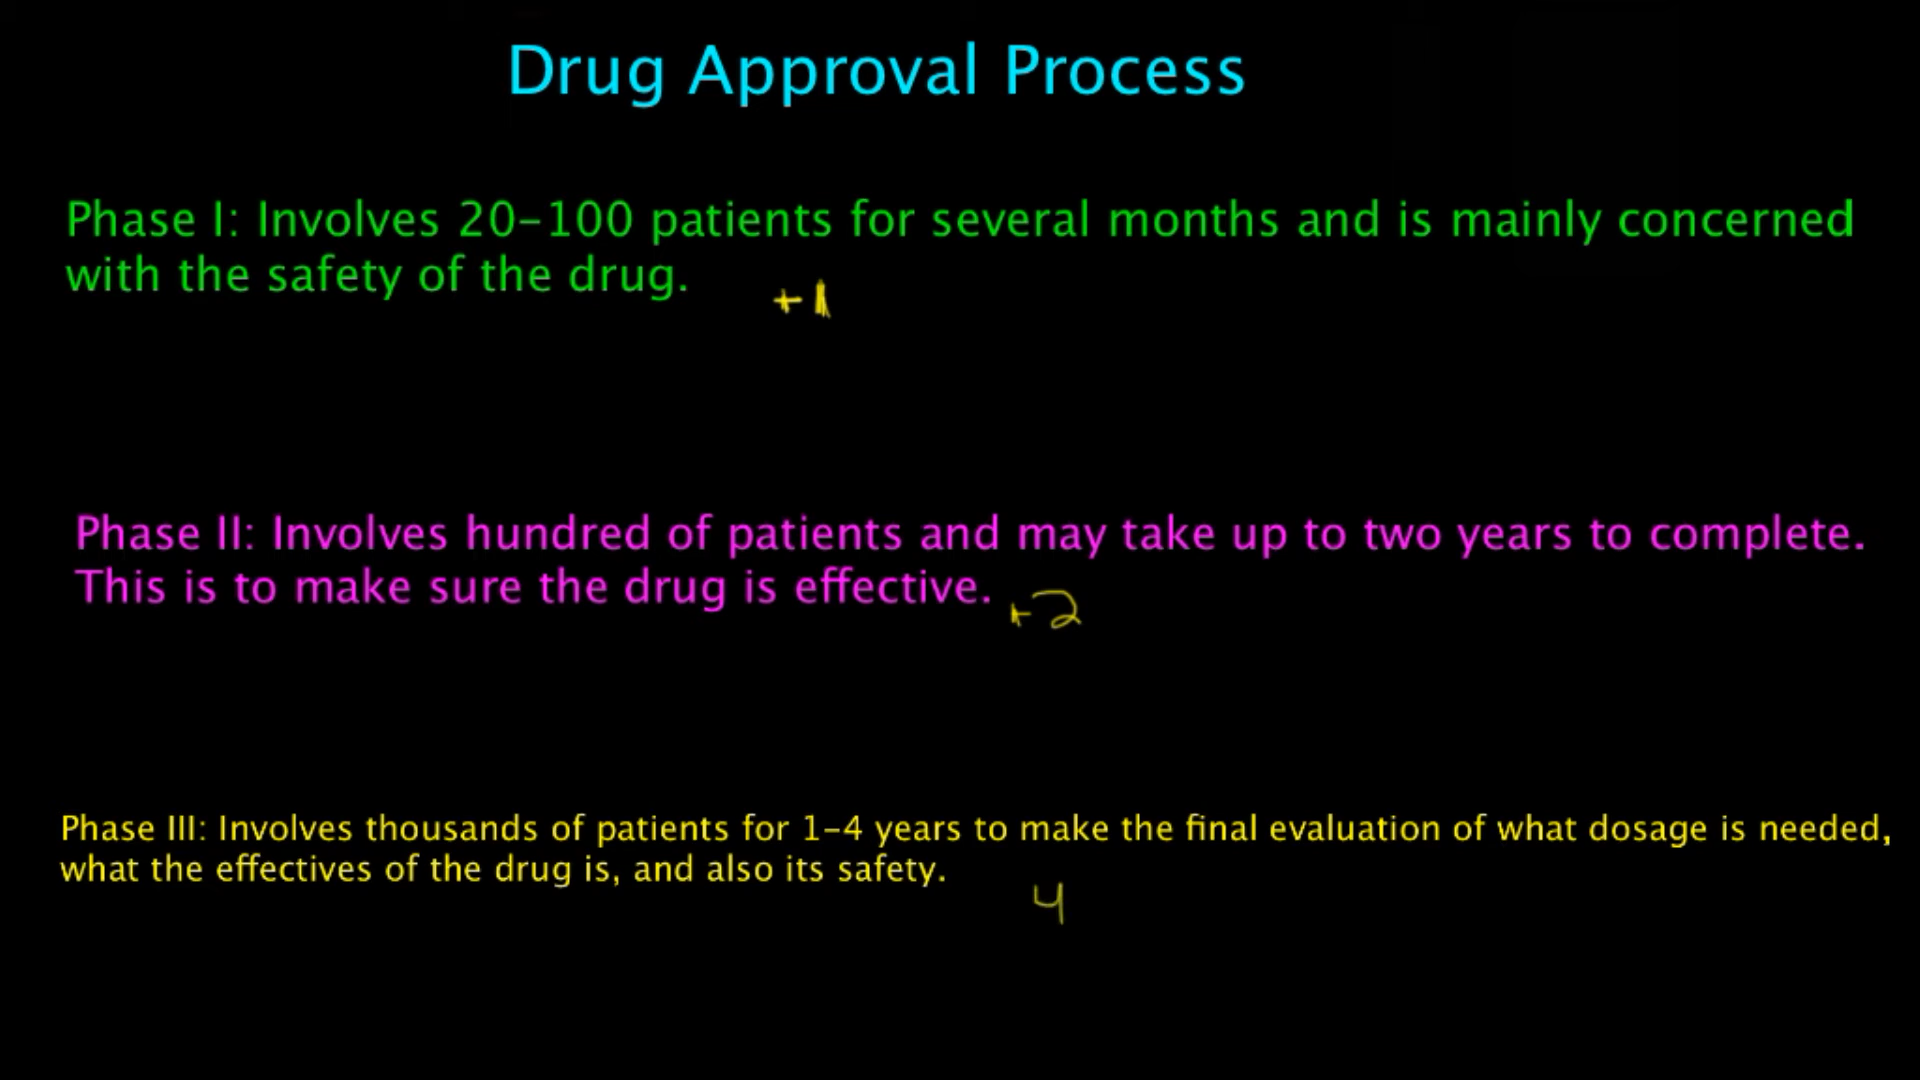 Drug Approval Process
Phase I: Involves 20-100 patients for several months and is mainly concerned
with the safety of the drug.
+1
Phase II: Involves hundred of patients and may take up to two years to complete.
This is to make sure the drug is effective.
+2
Phase III: Involves thousands of patients for 1-4 years to make the final evaluation of what dosage is needed,
what the effectives of the drug is, and also its safety.
4